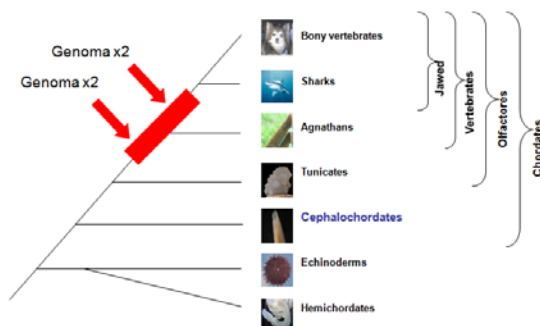 Genoma x2
Genoma x2
Bony vertebrates
Sharks
Agnathans
Tunicates
Cephalochordates
Echinoderms
Hemichordates
Jawed
Vertebrates
Olfactores
Chordates